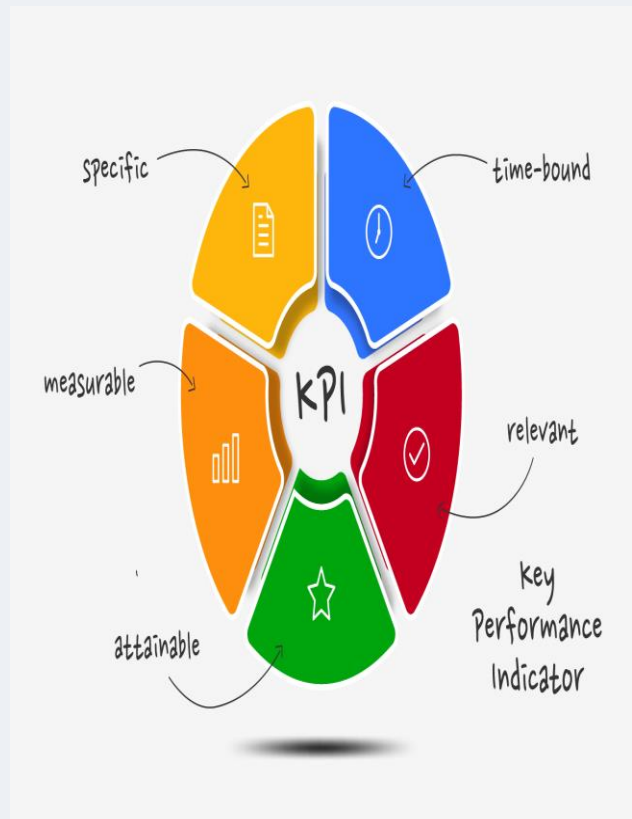 specific
time-bound
measurable
KPI
relevant
attainable
Key
Performance
Indicator